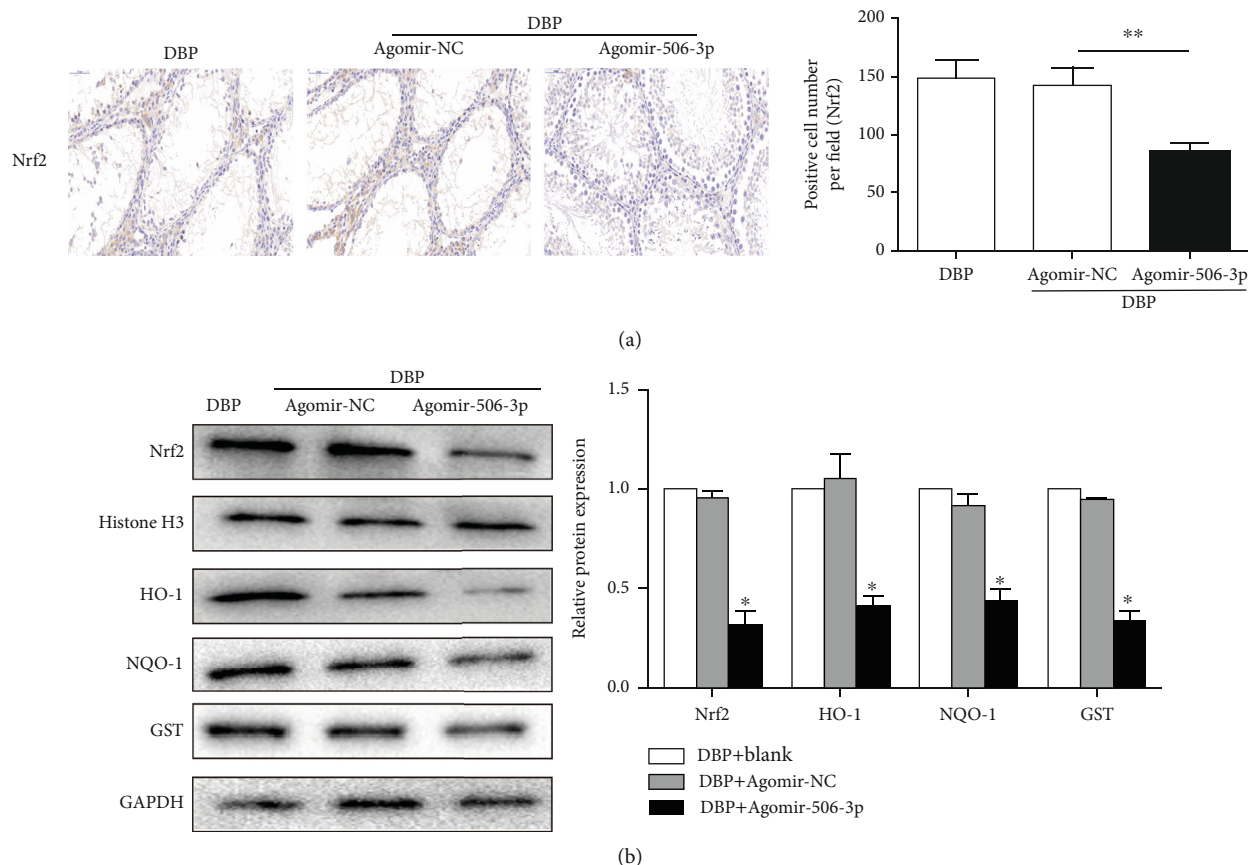 DBP
DBP
Agomir-NC
Agomir-506-3p
Nrf2
Positive cell number
per field (Nrf2)
200
150
100
50
0
**
DBP
Agomir-NC
Agomir-506-3p
DBP
(a)
DBP
DBP
Agomir-NC
Agomir-506-3p
Nrf2
Histone H3
HO-1
NQO-1
GST
GAPDH
Relative protein expression
1.5
1.0
0.5
0.0
*
*
*
*
Nrf2
HO-1
NQO-1
GST
DBP+blank
DBP+Agomir-NC
DBP+Agomir-506-3p
(b)